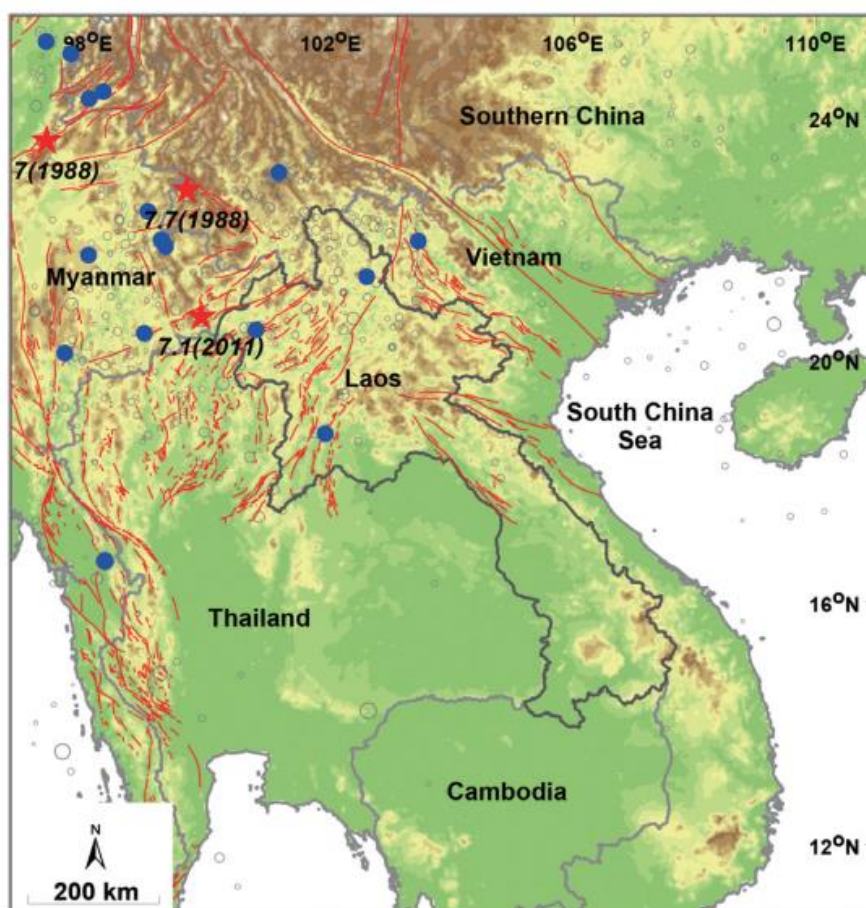 98°E
102°E
106°E
110°E
Southern China
24°N
7(1988)
7.7(1988)
Vietnam
Myanmar
7.1(2011)
20°N
Laos
South China
Sea
16°N
Thailand
Cambodia
12°N
N
200 km